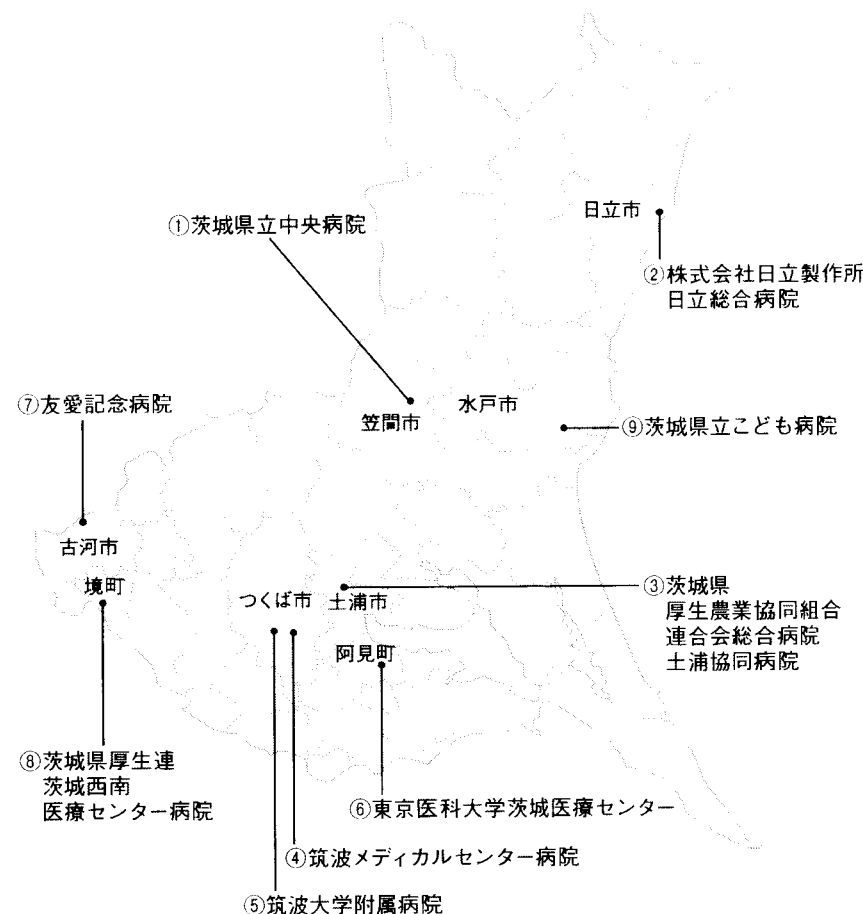 日立市
①茨城県立中央病院
②株式会社日立製作所
日立総合病院
⑦友愛記念病院
水戸市
笠間市
⑨茨城県立こども病院
古河市
境町
つくば市
土浦市
③茨城県
厚生農業協同組合
連合会総合病院
土浦協同病院
阿見町
⑧茨城県厚生連
茨城西南
医療センター病院
⑥東京医科大学茨城医療センター
④筑波メディカルセンター病院
⑤筑波大学附属病院